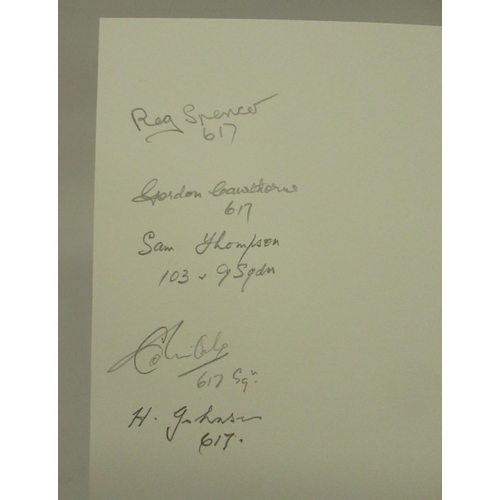 Reg Spencer
617
Gordon Cawthorne
617
Sam Thompson
103 + 9 Sqdn
617 Sqn.
H. Johnson
617.